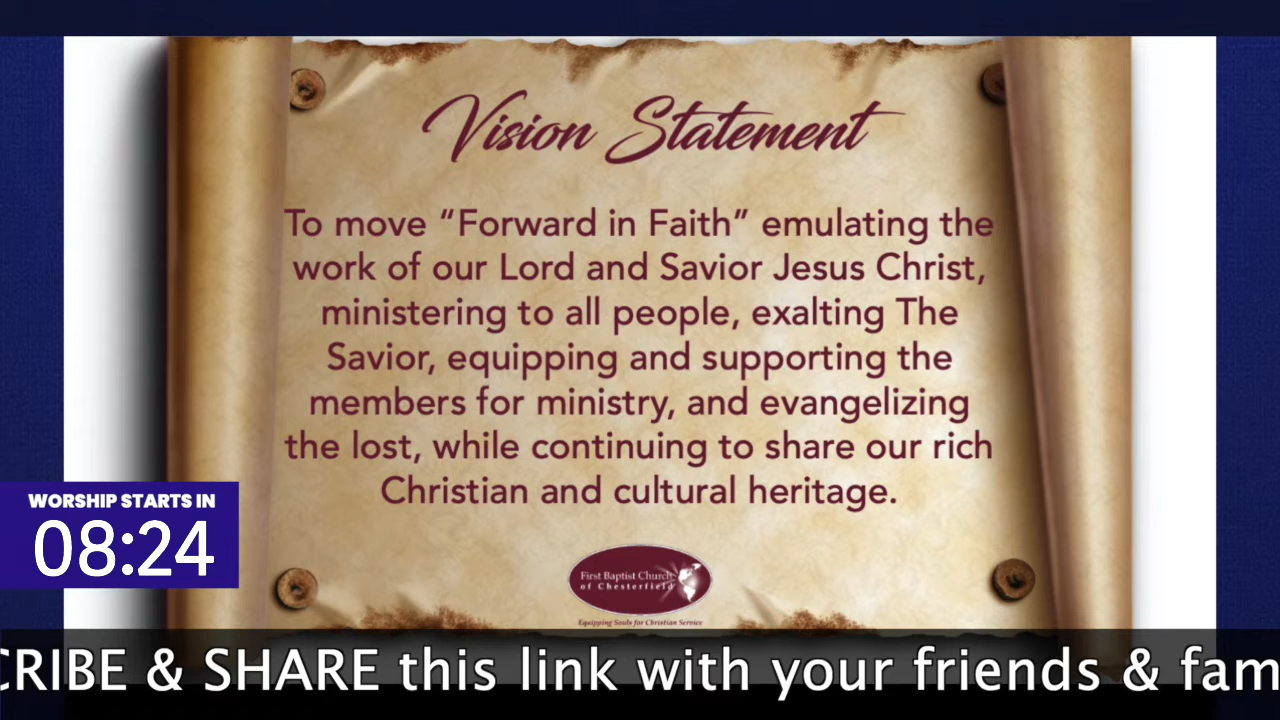 Vision Statement
To move “Forward in Faith” emulating the
work of our Lord and Savior Jesus Christ,
ministering to all people, exalting The
Savior, equipping and supporting the
members for ministry, and evangelizing
the lost, while continuing to share our rich
Christian and cultural heritage.
WORSHIP STARTS IN
08:24
First Baptist Church
of Chesterfield
Equipping Souls for Christian Service
CRIBE & SHARE this link with your friends & fam